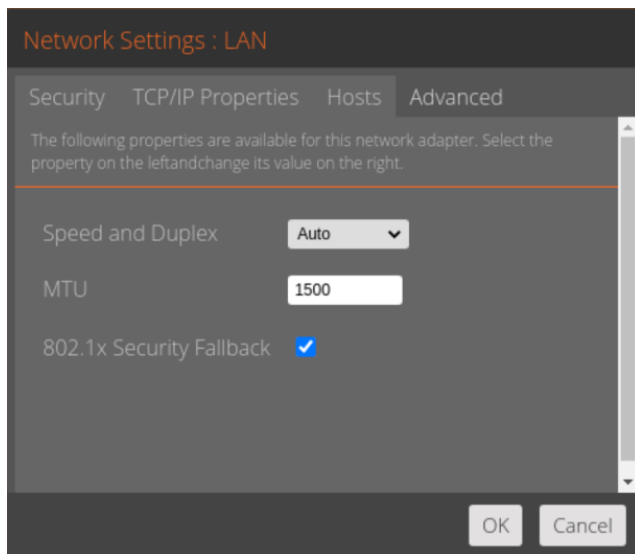 Network Settings : LAN
Security TCP/IP Properties Hosts Advanced
The following properties are available for this network adapter. Select the
property on the leftandchange its value on the right.
Speed and Duplex Auto
MTU 1500
802.1x Security Fallback
OK Cancel